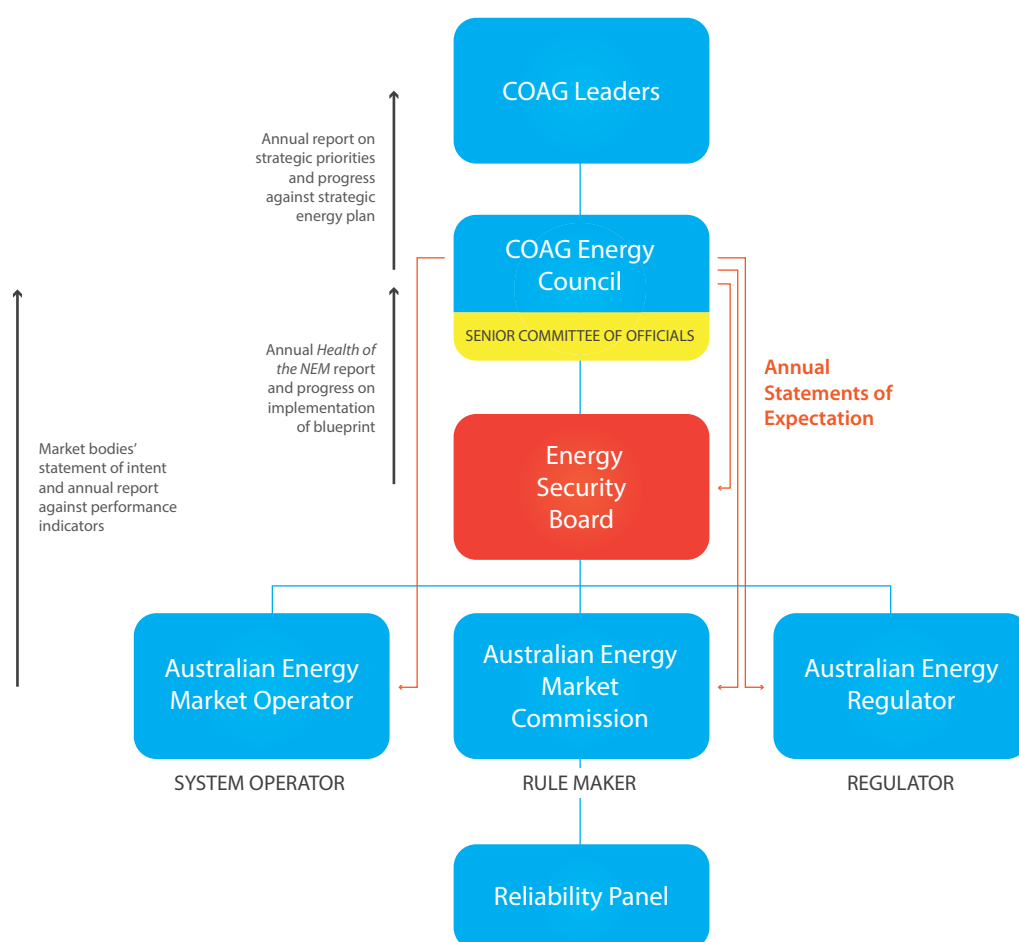 COAG Leaders
Annual report on
strategic priorities
and progress
against strategic
energy plan
COAG Energy
Council
SENIOR COMMITTEE OF OFFICIALS
Annual Health of
the NEM report
and progress on
implementation
of blueprint
Annual
Statements of
Expectation
Market bodies’
statement of intent
and annual report
against performance
indicators
Energy
Security
Board
Australian Energy
Market Operator
SYSTEM OPERATOR
Australian Energy
Market
Commission
RULE MAKER
Australian Energy
Regulator
REGULATOR
Reliability Panel